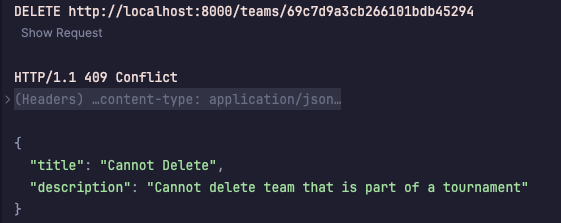 DELETE http://localhost:8000/teams/69c7d9a3cb266101bdb45294
Show Request
HTTP/1.1 409 Conflict
(Headers) …content-type: application/json…
{
"title": "Cannot Delete",
"description": "Cannot delete team that is part of a tournament"
}